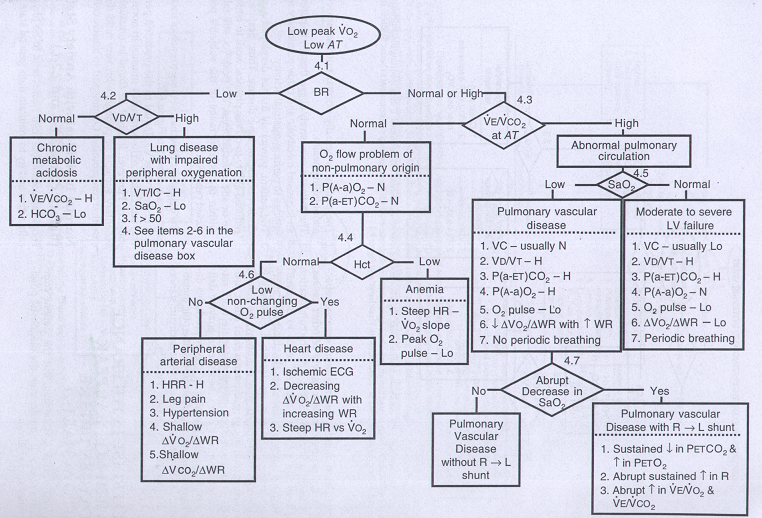 Low peak V̇O₂
Low AT
4.1
BR
Low
Normal or High
4.2
VD/VT
Normal
High
4.3
V̇E/V̇CO₂
at AT
Normal
High
Chronic
metabolic
acidosis
1. V̇E/V̇CO₂ – H
2. HCO₃⁻ – Lo
Lung disease
with impaired
peripheral oxygenation
1. VT/IC – H
2. SaO₂ – Lo
3. f > 50
4. See items 2-6 in the
pulmonary vascular
disease box
O₂ flow problem of
non-pulmonary origin
1. P(A-a)O₂ – N
2. P(a-ET)CO₂ – N
Abnormal pulmonary
circulation
4.5
SaO₂
Low
Normal
Pulmonary vascular
disease
1. VC – usually N
2. VD/VT – H
3. P(a-ET)CO₂ – H
4. P(A-a)O₂ – H
5. O₂ pulse – Lo
6. ↓ ΔVO₂/ΔWR with ↑ WR
7. No periodic breathing
Moderate to severe
LV failure
1. VC – usually Lo
2. VD/VT – H
3. P(a-ET)CO₂ – H
4. P(A-a)O₂ – N
5. O₂ pulse – Lo
6. ΔVO₂/ΔWR – Lo
7. Periodic breathing
4.4
Hct
Normal
Low
Anemia
1. Steep HR –
V̇O₂ slope
2. Peak O₂
pulse – Lo
4.6
Low
non-changing
O₂ pulse
No
Yes
Peripheral
arterial disease
1. HRR - H
2. Leg pain
3. Hypertension
4. Shallow
ΔV̇O₂/ΔWR
5.Shallow
ΔV̇CO₂/ΔWR
Heart disease
1. Ischemic ECG
2. Decreasing
ΔV̇O₂/ΔWR with
increasing WR
3. Steep HR vs V̇O₂
4.7
Abrupt
Decrease in
SaO₂
No
Yes
Pulmonary
Vascular
Disease
without R → L
shunt
Pulmonary vascular
Disease with R → L shunt
1. Sustained ↓ in PETCO₂ &
↑ in PETO₂
2. Abrupt sustained ↑ in R
3. Abrupt ↑ in V̇E/V̇O₂ &
V̇E/V̇CO₂